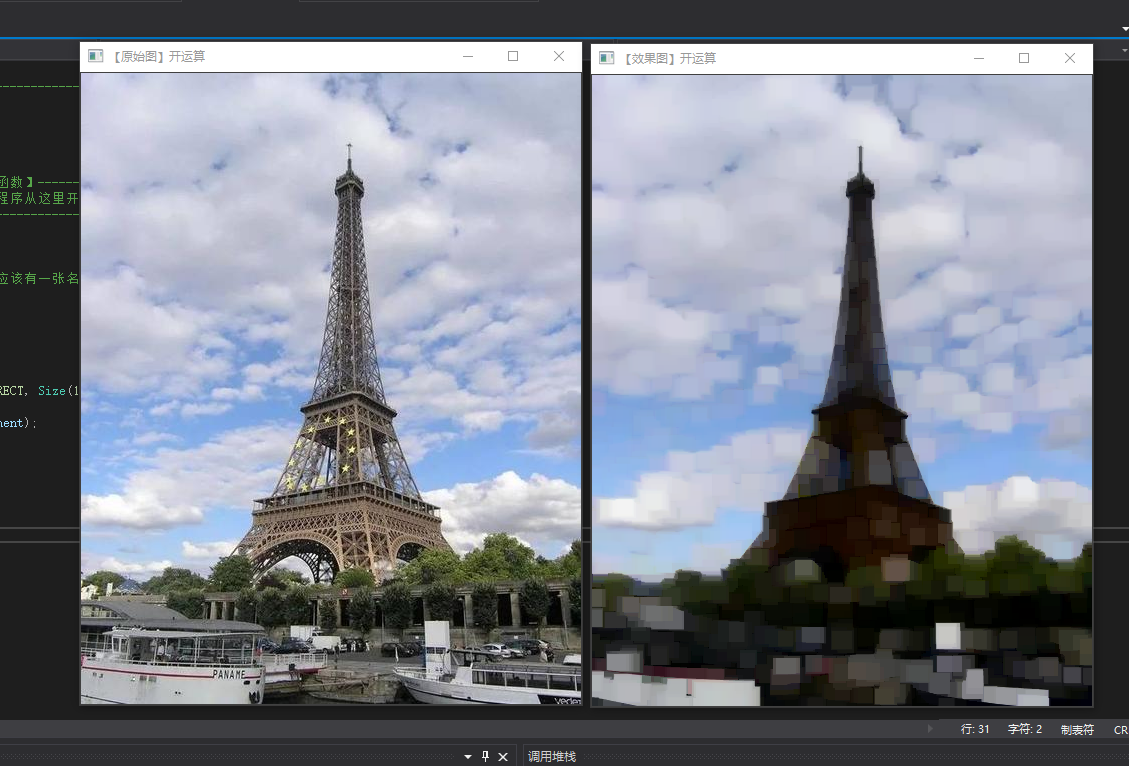 【原始图】开运算
【效果图】开运算
函数】-------
程序从这里开
应该有一张名
RECT, Size(1
ment);
PANAME
Vedet
行: 31 字符: 2 制表符 CR
调用堆栈